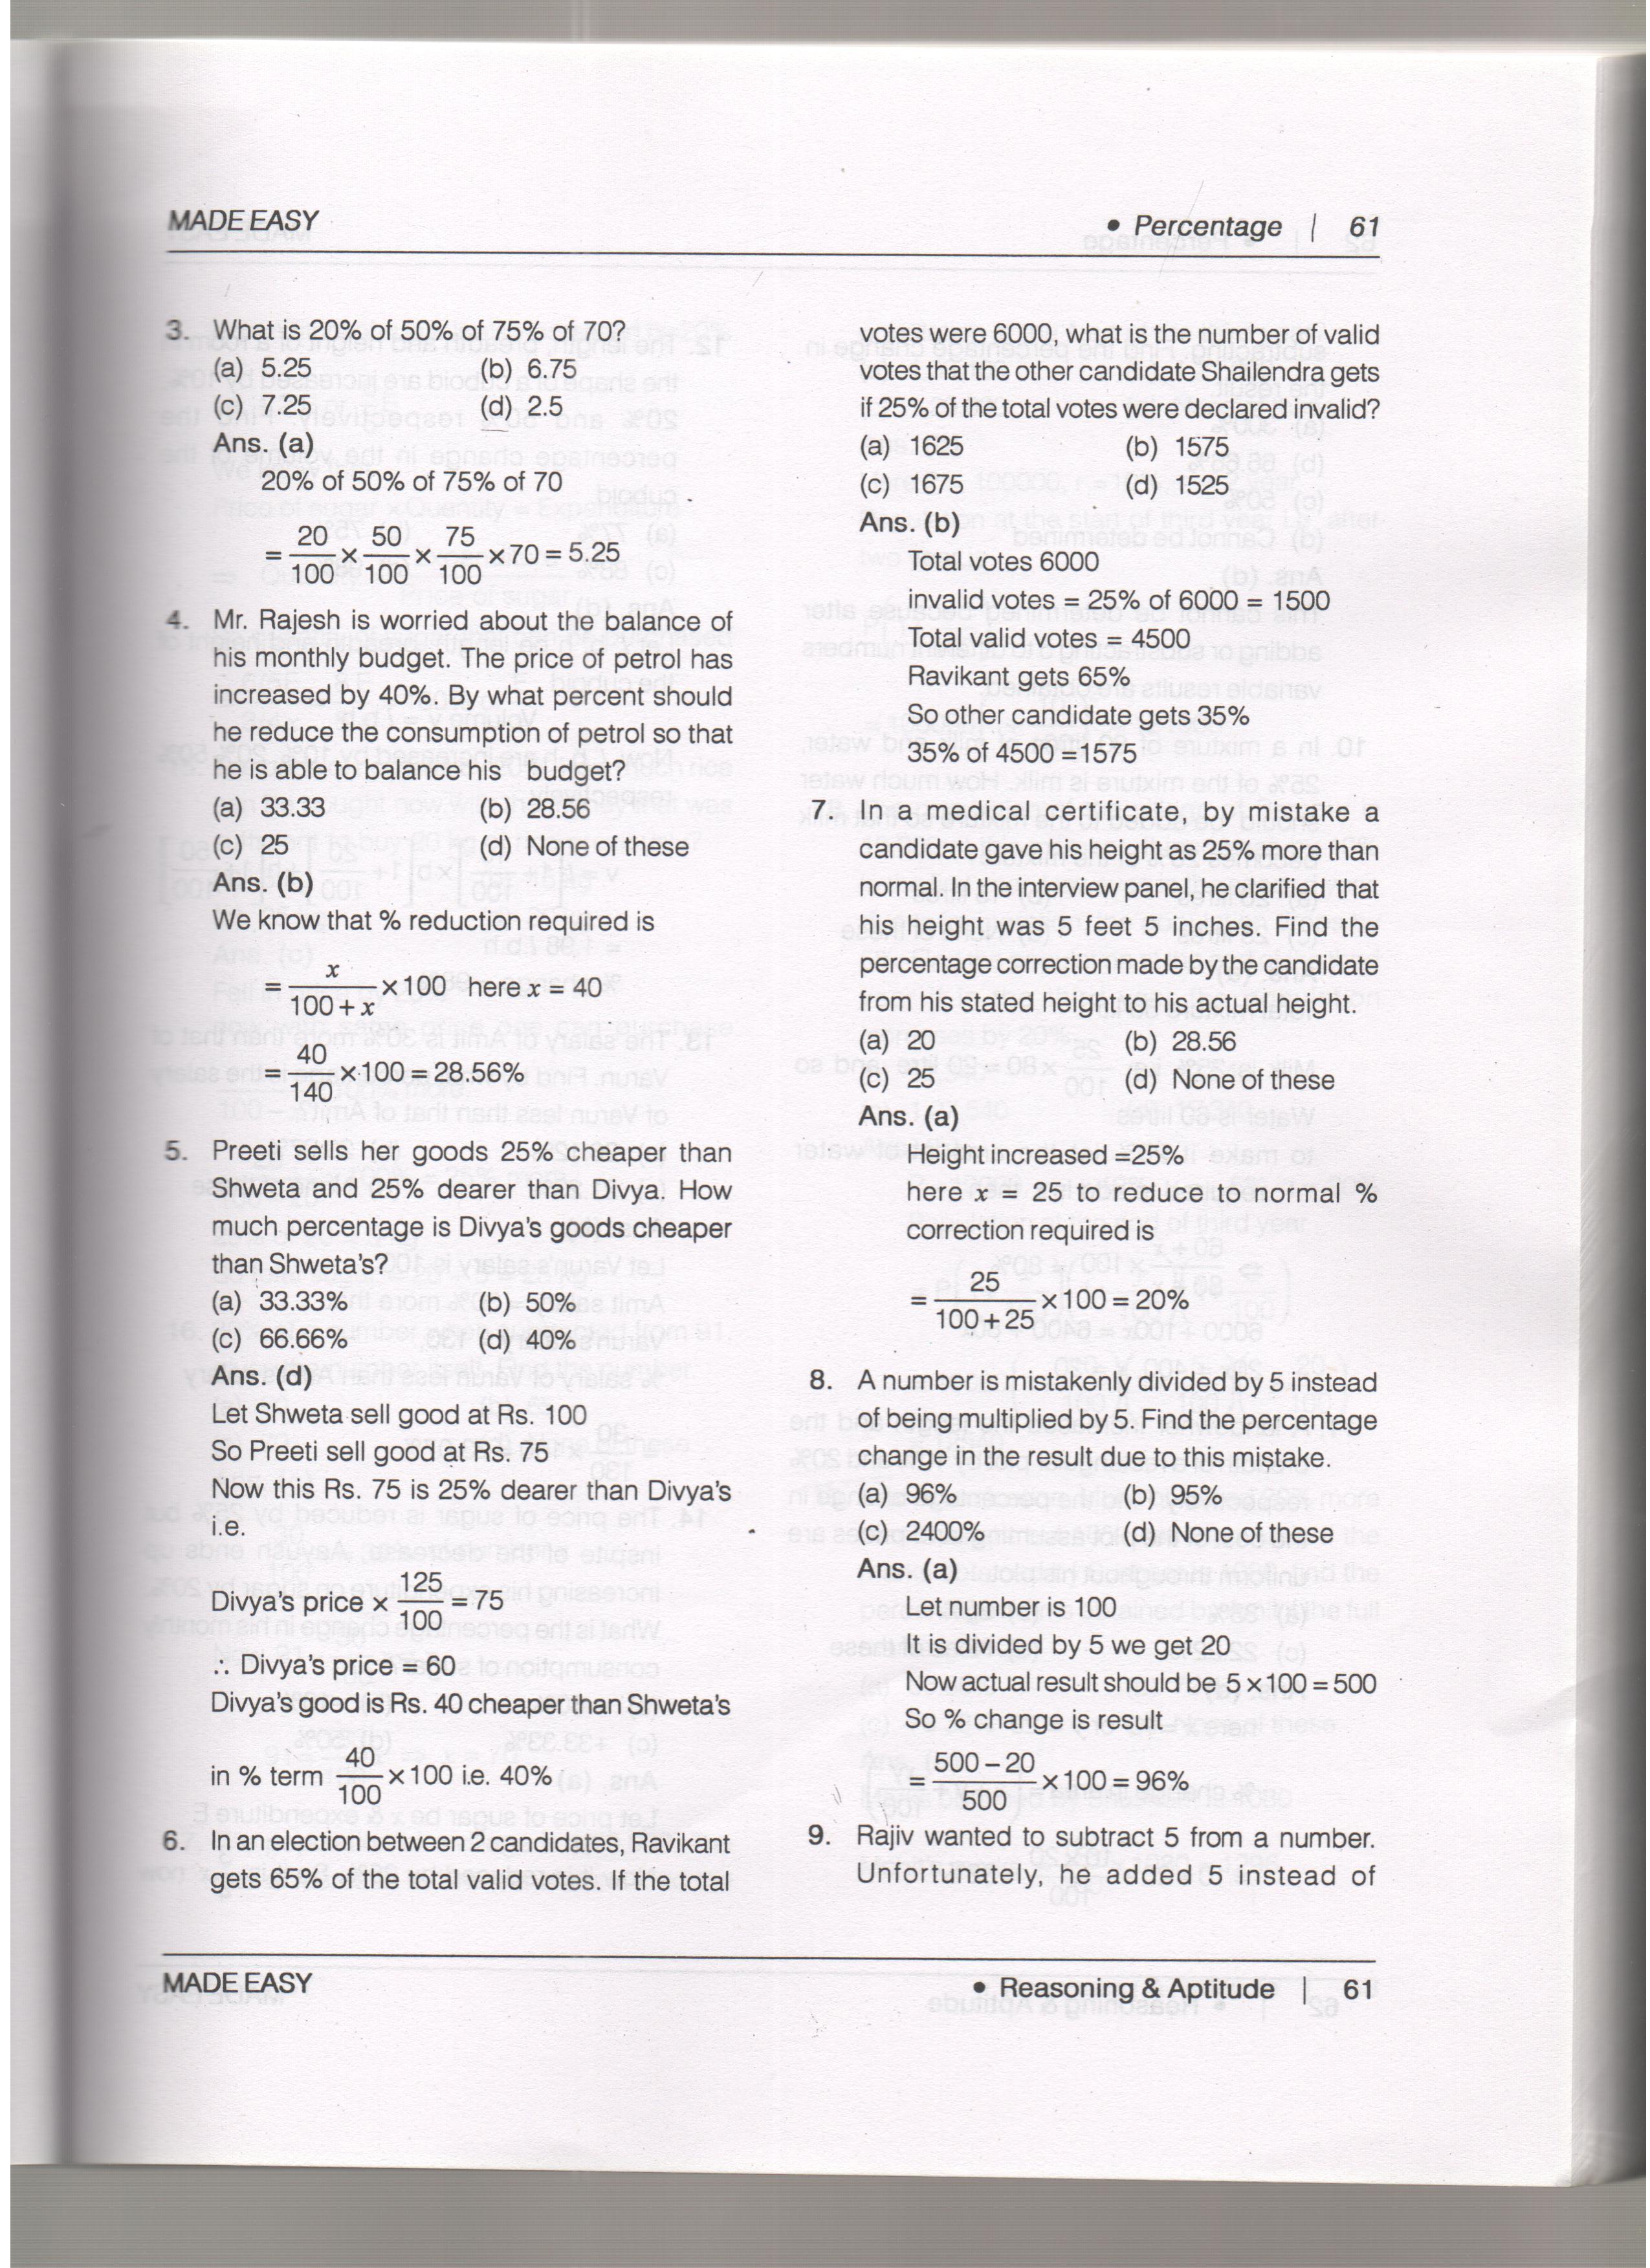 MADE EASY
• Percentage | 61
3. What is 20% of 50% of 75% of 70?
(a) 5.25 (b) 6.75
(c) 7.25 (d) 2.5
Ans. (a)
20% of 50% of 75% of 70
= 20/100 × 50/100 × 75/100 × 70 = 5.25
4. Mr. Rajesh is worried about the balance of
his monthly budget. The price of petrol has
increased by 40%. By what percent should
he reduce the consumption of petrol so that
he is able to balance his budget?
(a) 33.33 (b) 28.56
(c) 25 (d) None of these
Ans. (b)
We know that % reduction required is
= x/(100 + x) × 100 here x = 40
= 40/140 × 100 = 28.56%
5. Preeti sells her goods 25% cheaper than
Shweta and 25% dearer than Divya. How
much percentage is Divya's goods cheaper
than Shweta's?
(a) 33.33% (b) 50%
(c) 66.66% (d) 40%
Ans. (d)
Let Shweta sell good at Rs. 100
So Preeti sell good at Rs. 75
Now this Rs. 75 is 25% dearer than Divya's
i.e.
Divya's price × 125/100 = 75
∴ Divya's price = 60
Divya's good is Rs. 40 cheaper than Shweta's
in % term 40/100 × 100 i.e. 40%
6. In an election between 2 candidates, Ravikant
gets 65% of the total valid votes. If the total
votes were 6000, what is the number of valid
votes that the other candidate Shailendra gets
if 25% of the total votes were declared invalid?
(a) 1625 (b) 1575
(c) 1675 (d) 1525
Ans. (b)
Total votes 6000
invalid votes = 25% of 6000 = 1500
Total valid votes = 4500
Ravikant gets 65%
So other candidate gets 35%
35% of 4500 =1575
7. In a medical certificate, by mistake a
candidate gave his height as 25% more than
normal. In the interview panel, he clarified that
his height was 5 feet 5 inches. Find the
percentage correction made by the candidate
from his stated height to his actual height.
(a) 20 (b) 28.56
(c) 25 (d) None of these
Ans. (a)
Height increased =25%
here x = 25 to reduce to normal %
correction required is
= 25/(100 + 25) × 100 = 20%
8. A number is mistakenly divided by 5 instead
of being multiplied by 5. Find the percentage
change in the result due to this mistake.
(a) 96% (b) 95%
(c) 2400% (d) None of these
Ans. (a)
Let number is 100
It is divided by 5 we get 20
Now actual result should be 5 × 100 = 500
So % change is result
= (500 – 20)/500 × 100 = 96%
9. Rajiv wanted to subtract 5 from a number.
Unfortunately, he added 5 instead of
MADE EASY
• Reasoning & Aptitude | 61